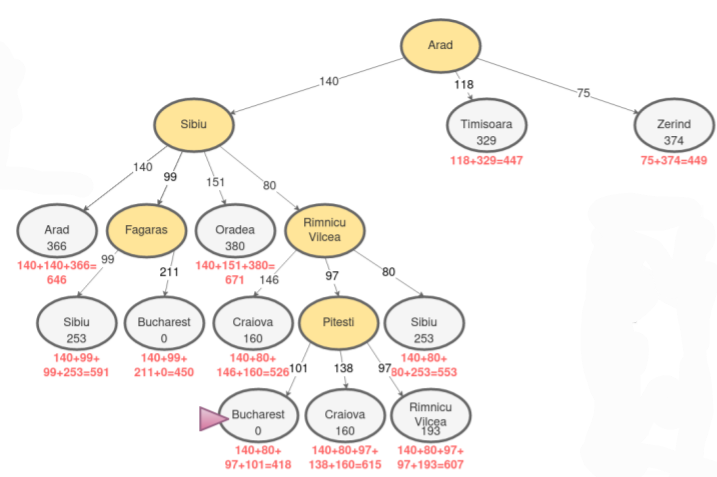 Arad
140
118
75
Sibiu
Timisoara
329
Zerind
374
118+329=447
75+374=449
140
99
151
80
Arad
366
Fagaras
Oradea
380
Rimnicu
Vilcea
140+140+366=
646
99
211
140+151+380=
671
146
97
80
Sibiu
253
Bucharest
0
Craiova
160
Pitesti
Sibiu
253
140+99+
99+253=591
140+99+
211+0=450
140+80+
146+160=526
101
138
97
140+80+
80+253=553
Bucharest
0
Craiova
160
Rimnicu
Vilcea
193
140+80+
97+101=418
140+80+97+
138+160=615
140+80+97+
97+193=607